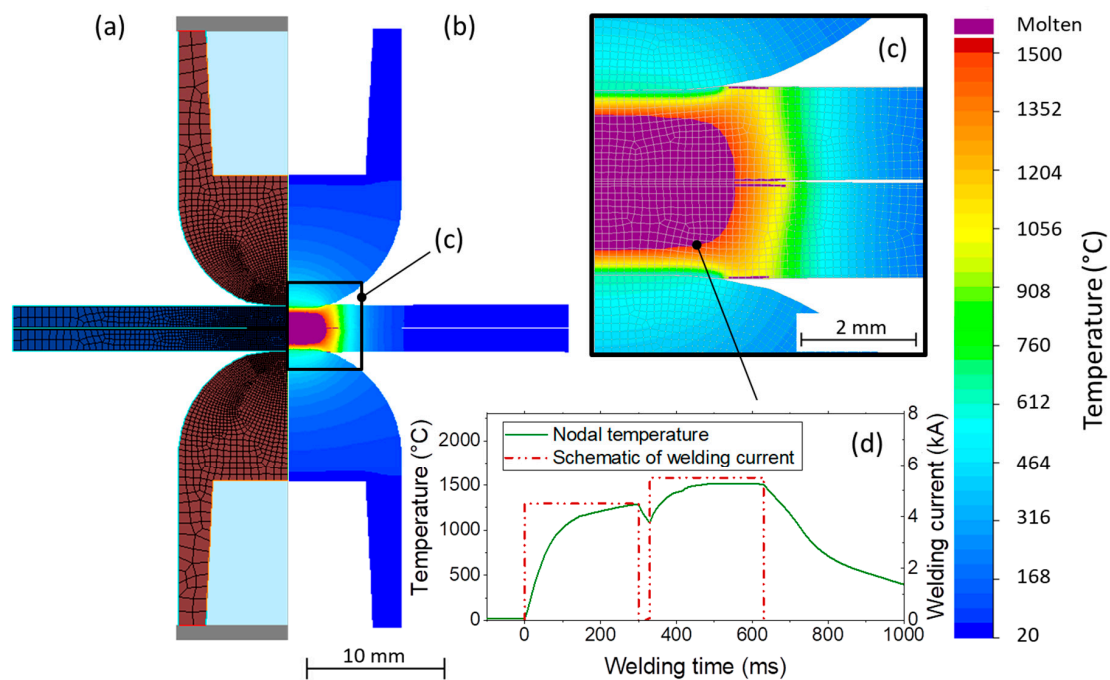 (a)
(b)
(c)
(c)
2 mm
10 mm
Molten
1500
1352
1204
1056
908
760
612
464
316
168
20
Temperature (°C)
(d)
Nodal temperature
Schematic of welding current
Temperature (°C)
2000
1500
1000
500
0
Welding current (kA)
8
6
4
2
0
0 200 400 600 800 1000
Welding time (ms)